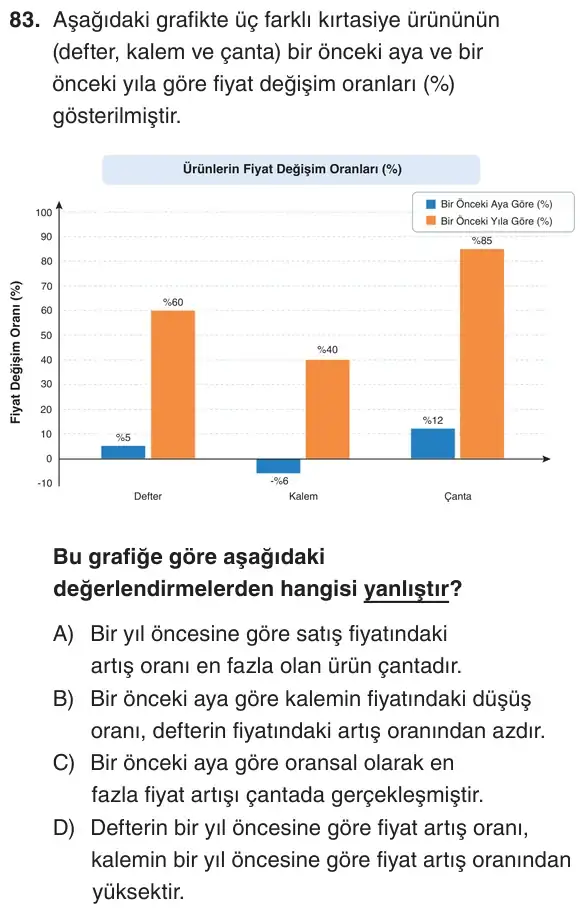 83. Aşağıdaki grafikte üç farklı kırtasiye ürününün
(defter, kalem ve çanta) bir önceki aya ve bir
önceki yıla göre fiyat değişim oranları (%)
gösterilmiştir.
Ürünlerin Fiyat Değişim Oranları (%)
Bir Önceki Aya Göre (%)
Bir Önceki Yıla Göre (%)
Fiyat Değişim Oranı (%)
100
90
80
70
60
50
40
30
20
10
0
-10
%5
%60
-%6
%40
%12
%85
Defter
Kalem
Çanta
Bu grafiğe göre aşağıdaki
değerlendirmelerden hangisi yanlıştır?
A) Bir yıl öncesine göre satış fiyatındaki
artış oranı en fazla olan ürün çantadır.
B) Bir önceki aya göre kalemin fiyatındaki düşüş
oranı, defterin fiyatındaki artış oranından azdır.
C) Bir önceki aya göre oransal olarak en
fazla fiyat artışı çantada gerçekleşmiştir.
D) Defterin bir yıl öncesine göre fiyat artış oranı,
kalemin bir yıl öncesine göre fiyat artış oranından
yüksektir.